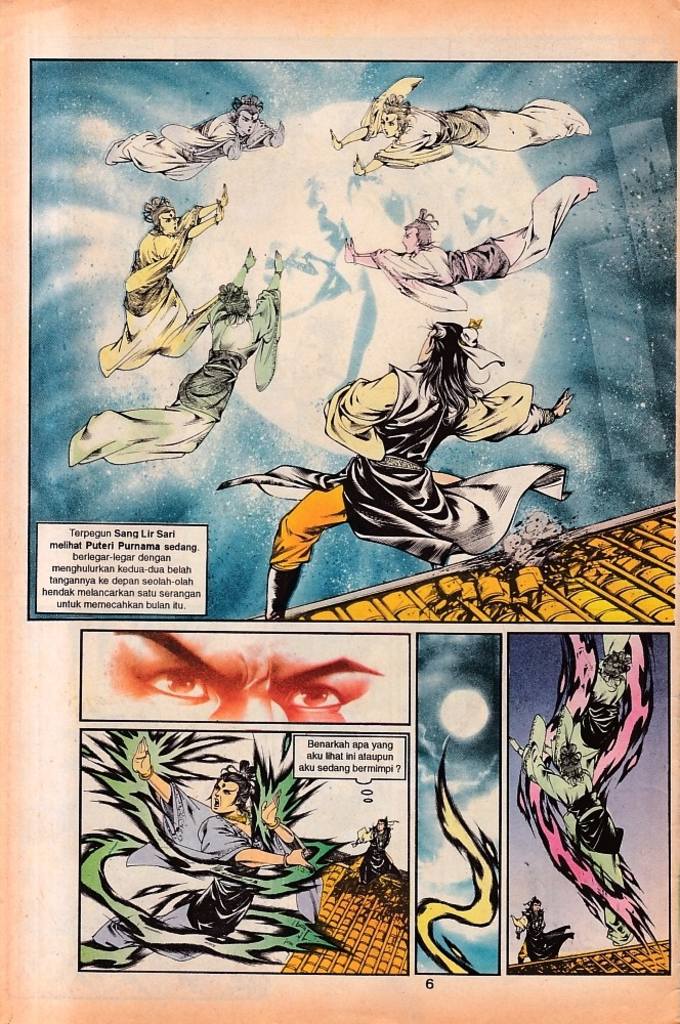 Terpegun Sang Lir Sari
melihat Puteri Purnama sedang.
berlegar-legar dengan
menghulurkan kedua-dua belah
tangannya ke depan seolah-olah
hendak melancarkan satu serangan
untuk memecahkan bulan itu.
Benarkah apa yang
aku lihat ini ataupun
aku sedang bermimpi ?
6